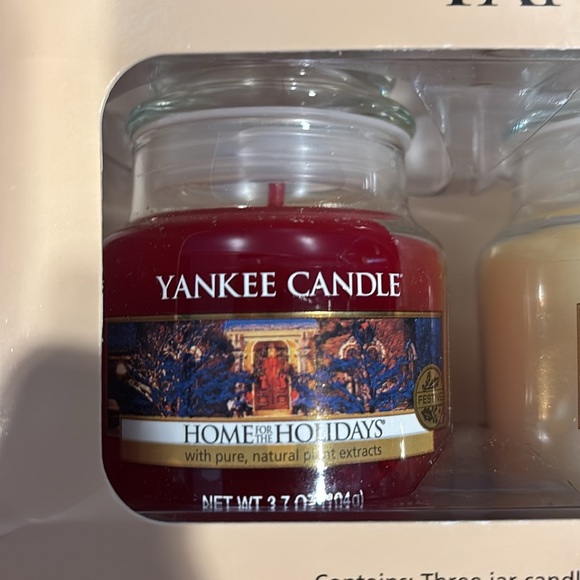 YANKEE CANDLE
FESTIVE
HOME FOR THE HOLIDAYS®
with pure, natural plant extracts
NET WT 3.7 OZ (104g)
Contains: Three jar